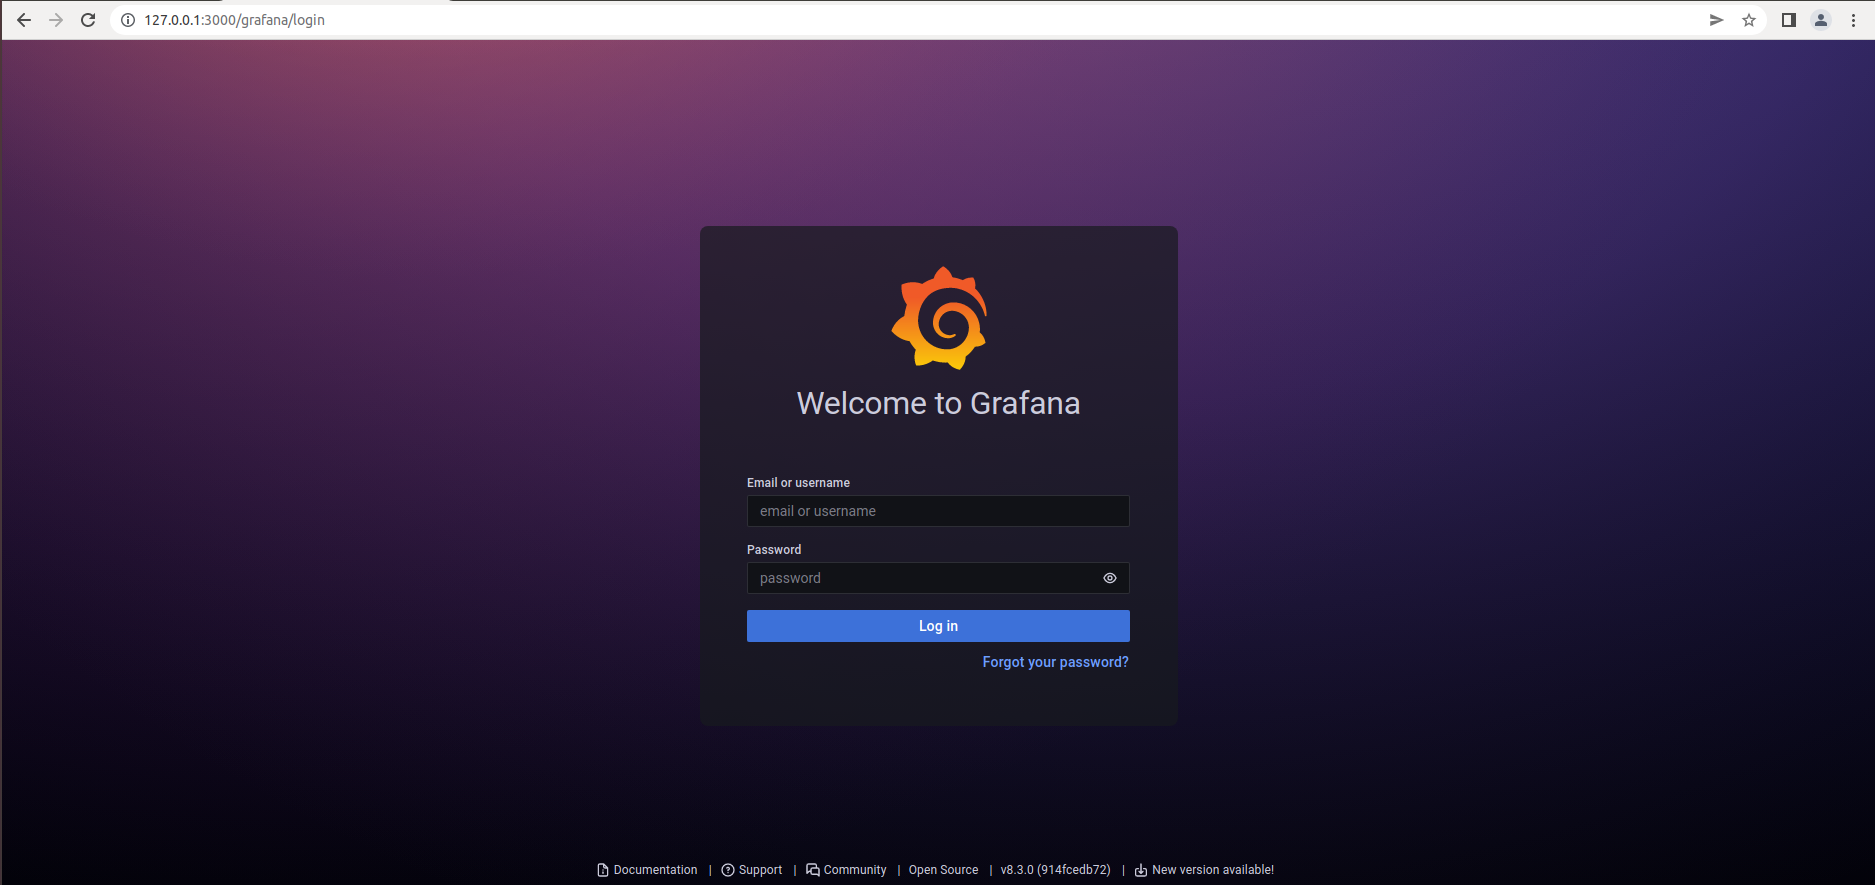 127.0.0.1:3000/grafana/login
Welcome to Grafana
Email or username
email or username
Password
password
Log in
Forgot your password?
Documentation | Support | Community | Open Source | v8.3.0 (914fcedb72) | New version available!